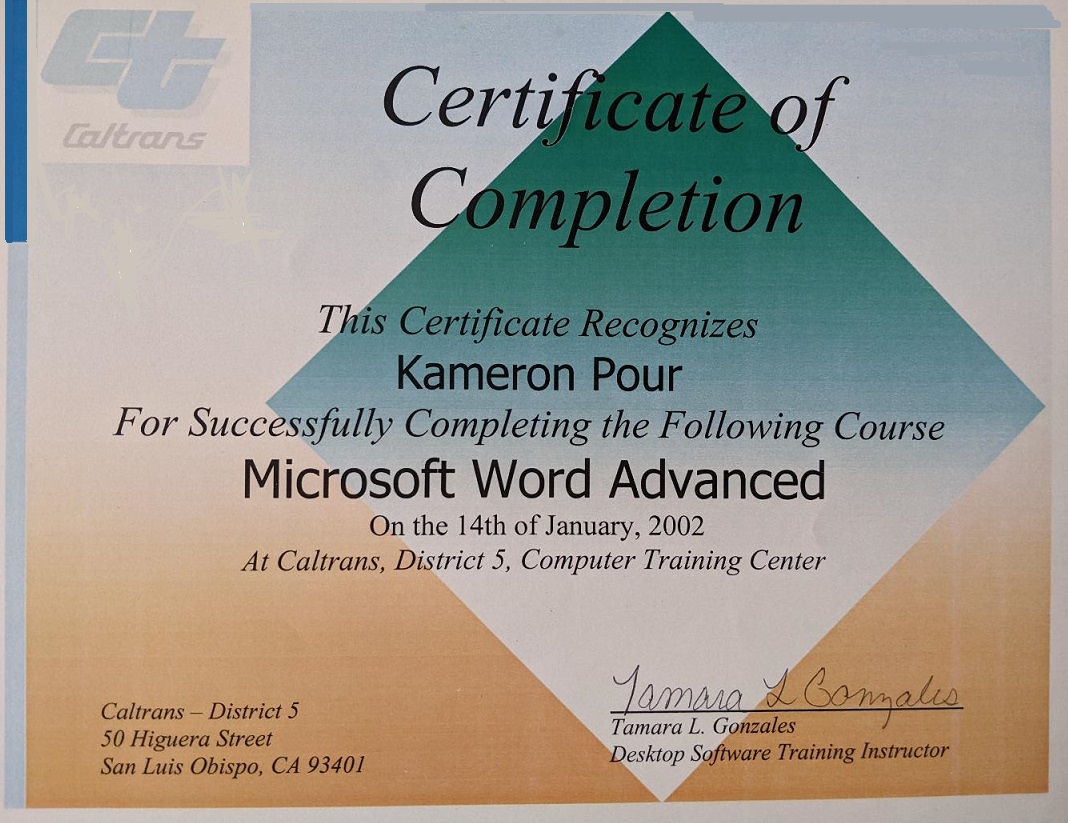 Caltrans
Certificate of
Completion
This Certificate Recognizes
Kameron Pour
For Successfully Completing the Following Course
Microsoft Word Advanced
On the 14th of January, 2002
At Caltrans, District 5, Computer Training Center
Tamara L Gonzales
Caltrans – District 5
50 Higuera Street
San Luis Obispo, CA 93401
Tamara L. Gonzales
Desktop Software Training Instructor